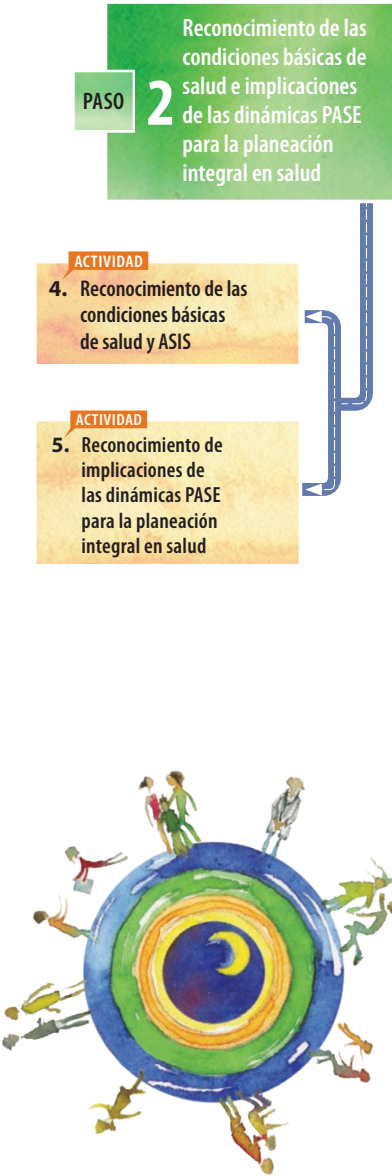 Reconocimiento de las
condiciones básicas de
salud e implicaciones
de las dinámicas PASE
para la planeación
integral en salud
PASO 2
ACTIVIDAD
4. Reconocimiento de las
condiciones básicas
de salud y ASIS
ACTIVIDAD
5. Reconocimiento de
implicaciones de
las dinámicas PASE
para la planeación
integral en salud